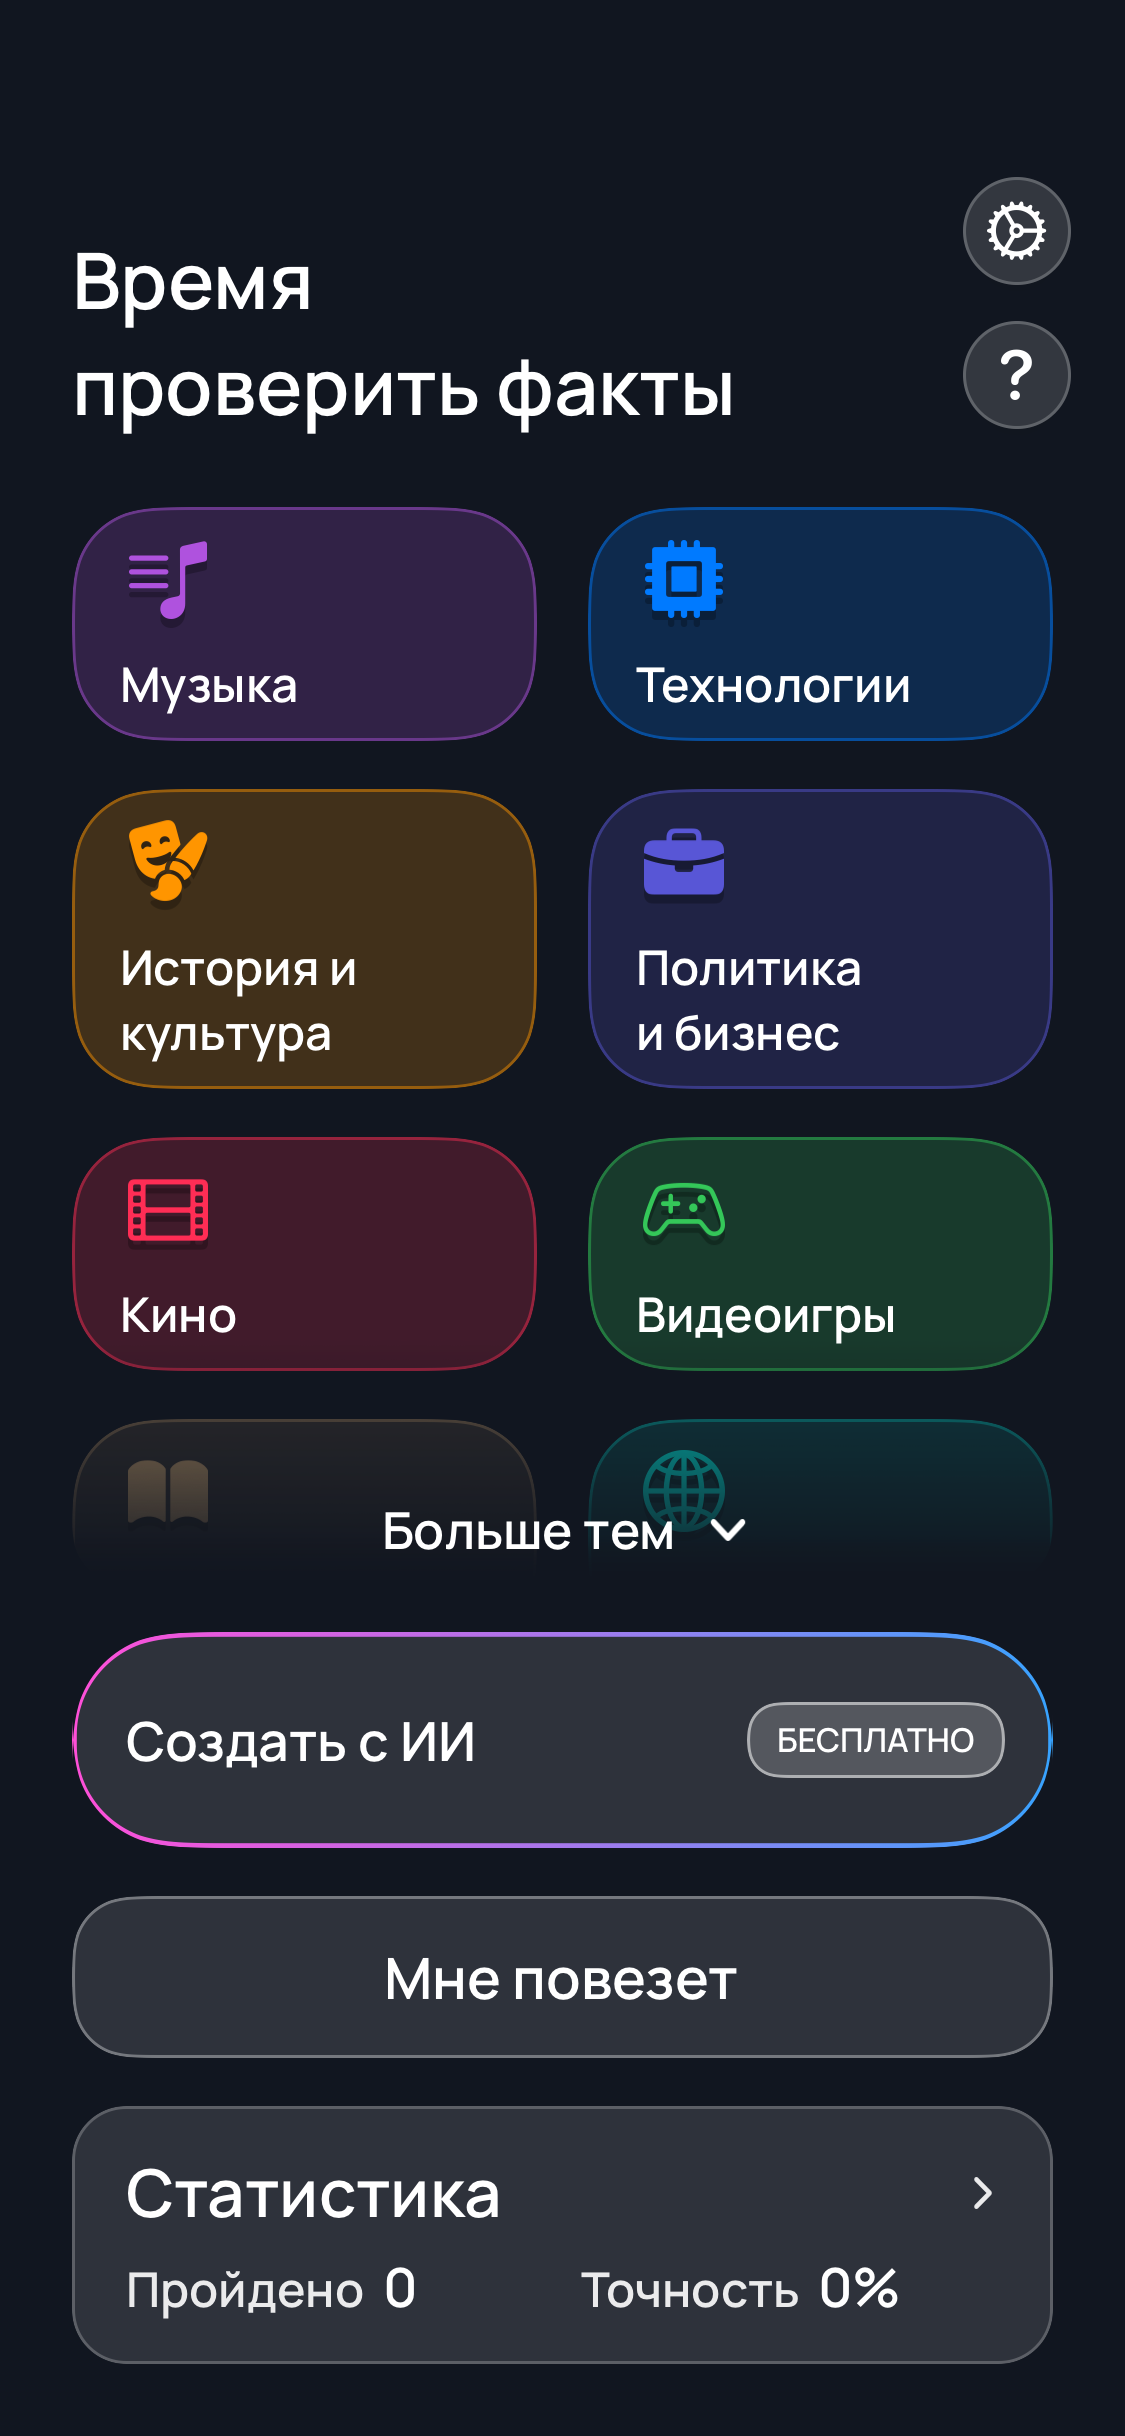 Время
проверить факты
?
Музыка
Технологии
История и
культура
Политика
и бизнес
Кино
Видеоигры
Больше тем
Создать с ИИ
БЕСПЛАТНО
Мне повезет
Статистика
Пройдено 0
Точность 0%